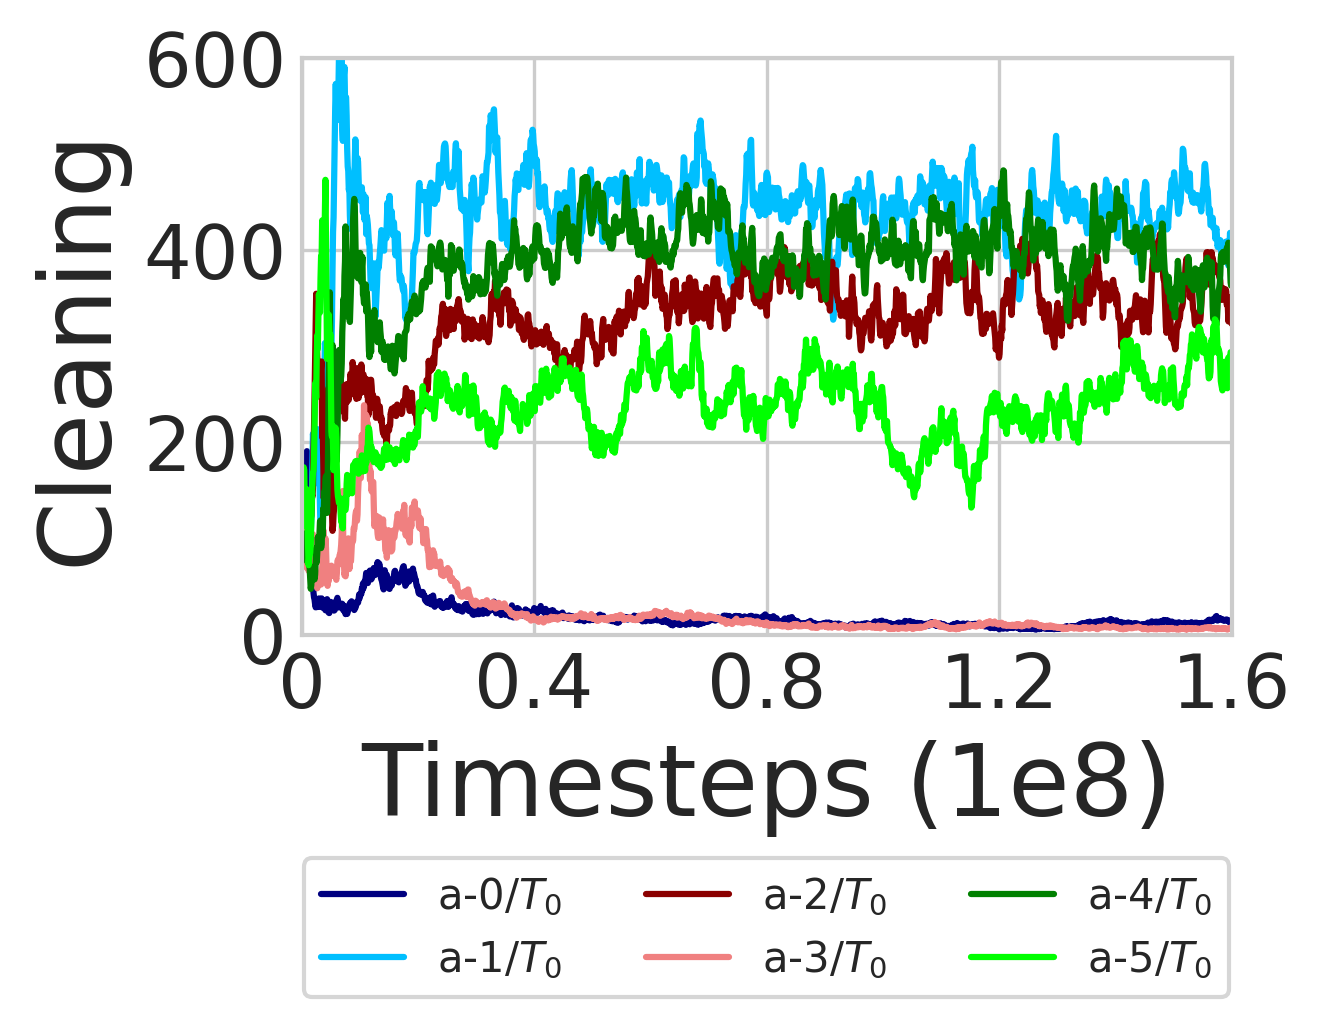 600
400
200
0
Cleaning
0 0.4 0.8 1.2 1.6
Timesteps (1e8)
a-0/T₀ a-2/T₀ a-4/T₀
a-1/T₀ a-3/T₀ a-5/T₀